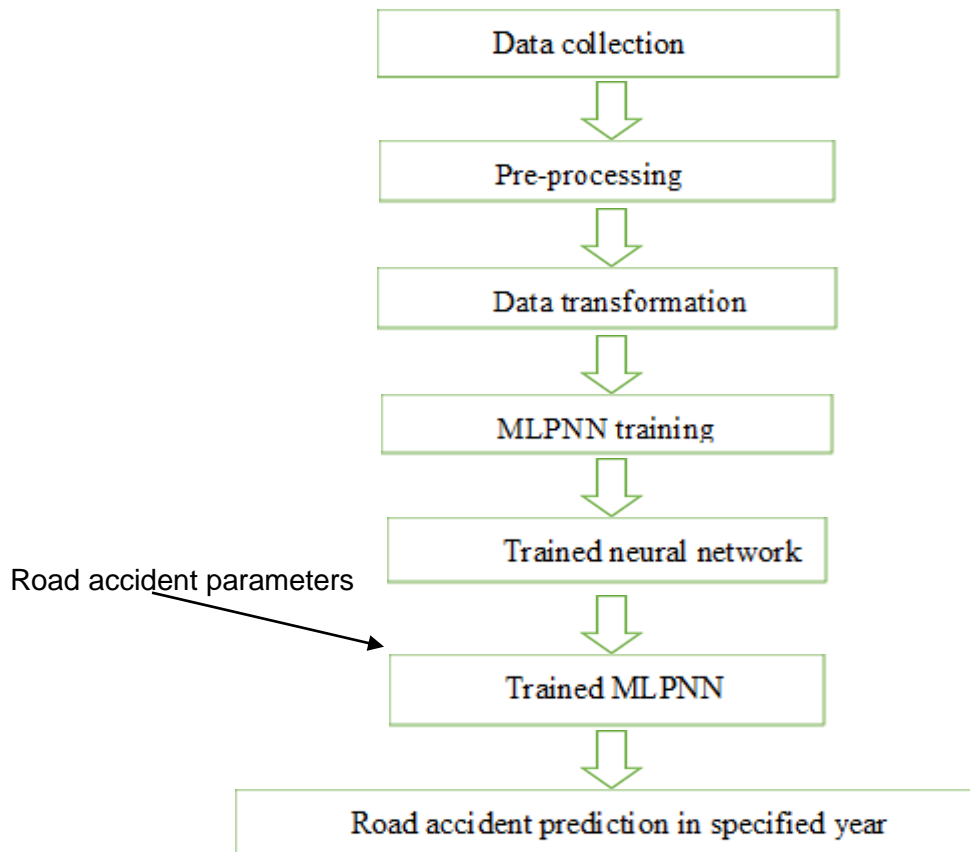 Data collection
Pre-processing
Data transformation
MLPNN training
Trained neural network
Road accident parameters
Trained MLPNN
Road accident prediction in specified year